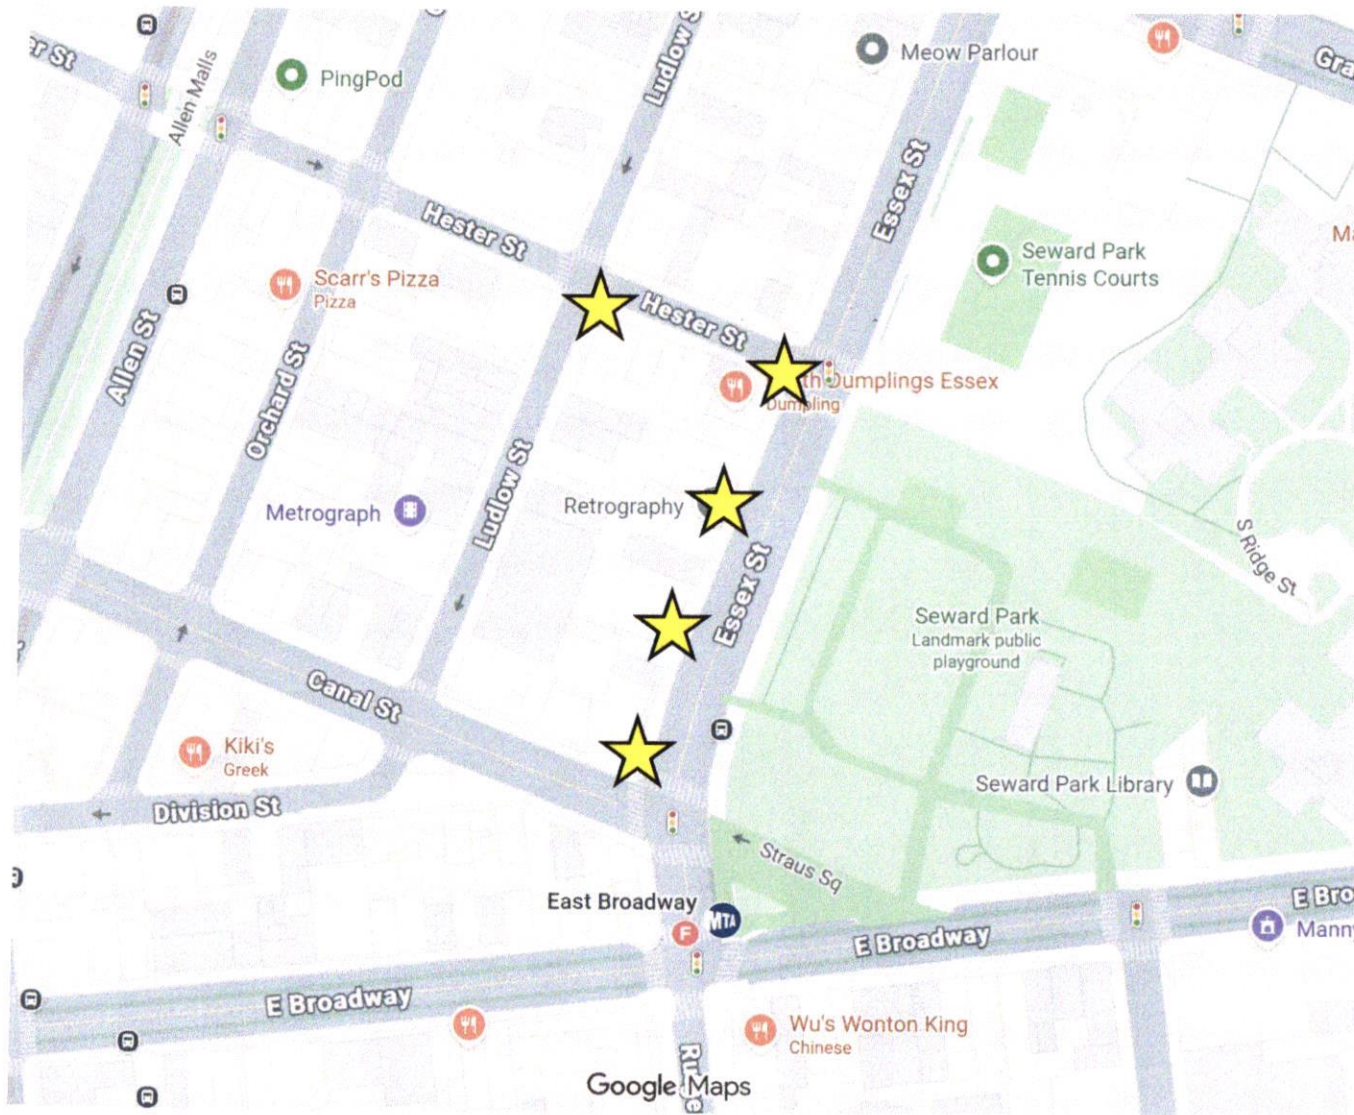 Allen Malls
PingPod
Ludlow S
Meow Parlour
Essex St
Hester St
Seward Park
Tennis Courts
Scarr's Pizza
Pizza
Hester St
Allen St
Orchard St
Dumplings Essex
Dumpling
Ludlow St
Metrograph
Retrography
Essex St
S Ridge St
Seward Park
Landmark public
playground
Canal St
Kiki's
Greek
Seward Park Library
Division St
Straus Sq
East Broadway
F
MTA
E Broadway
E Bro
Manny
E Broadway
Wu's Wonton King
Chinese
Google Maps